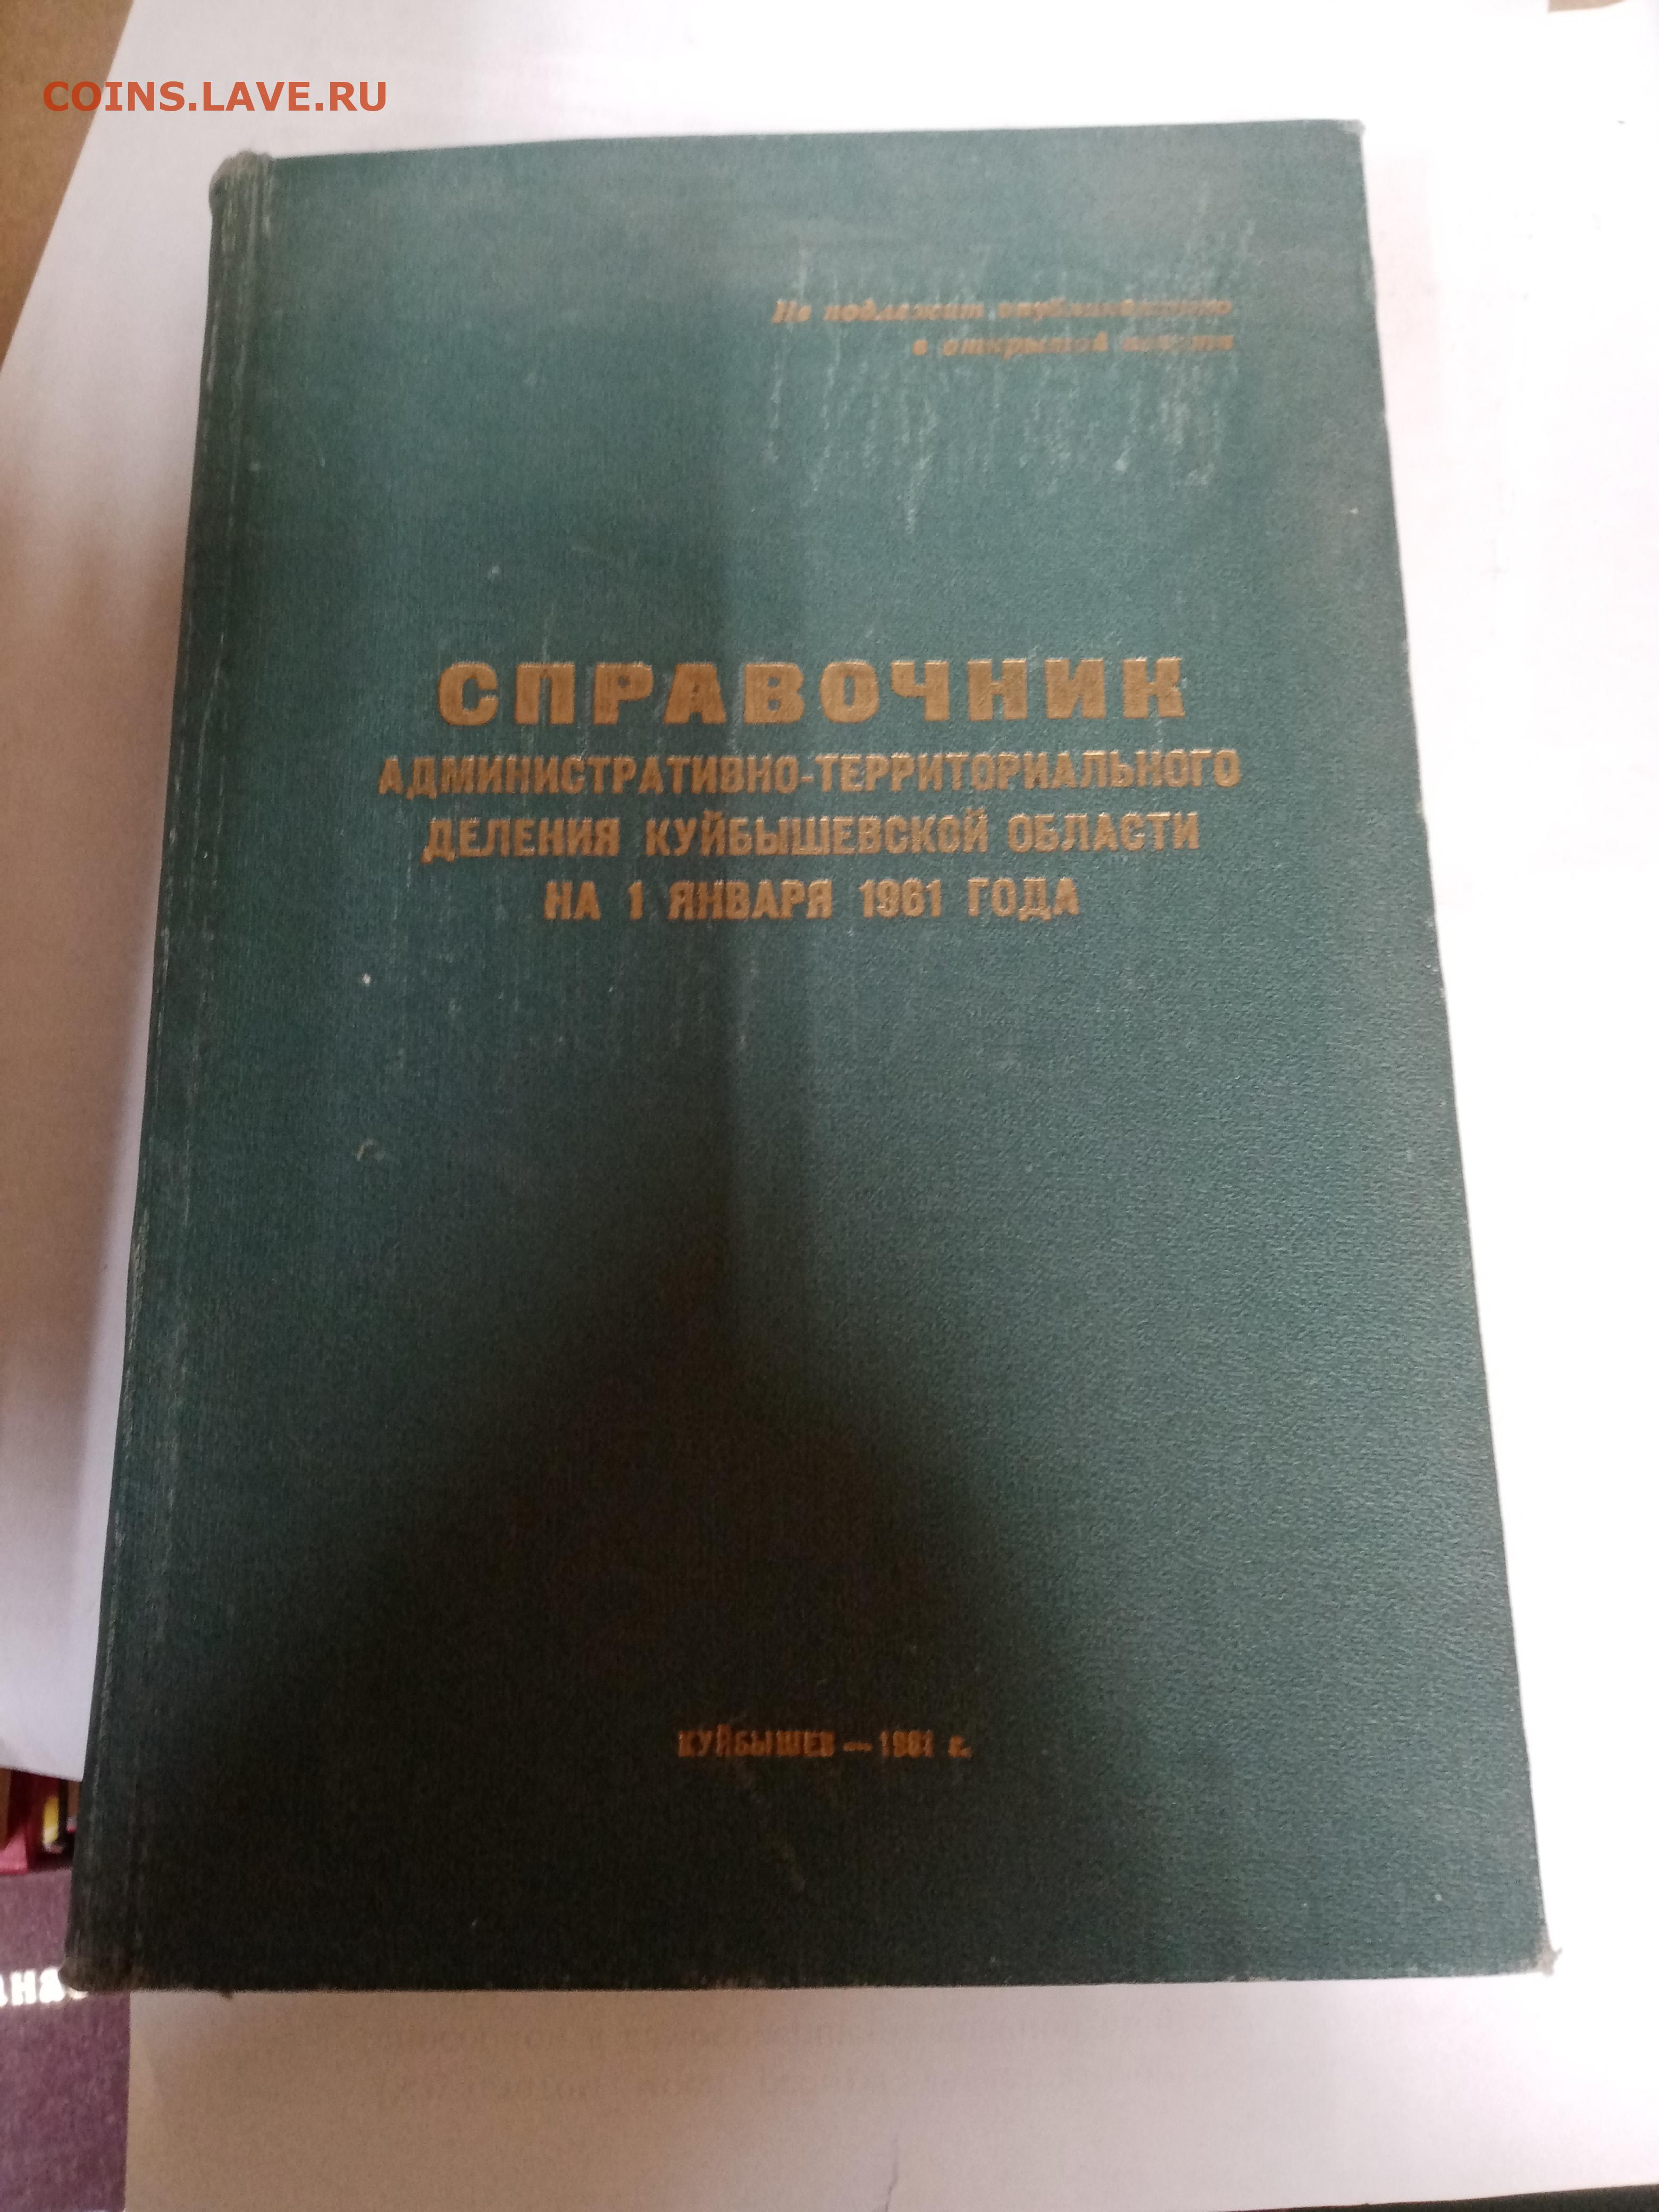 COINS.LAVE.RU
Не подлежит опубликованию
в открытой печати
СПРАВОЧНИК
АДМИНИСТРАТИВНО-ТЕРРИТОРИАЛЬНОГО
ДЕЛЕНИЯ КУЙБЫШЕВСКОЙ ОБЛАСТИ
НА 1 ЯНВАРЯ 1961 ГОДА
КУЙБЫШЕВ — 1961 г.